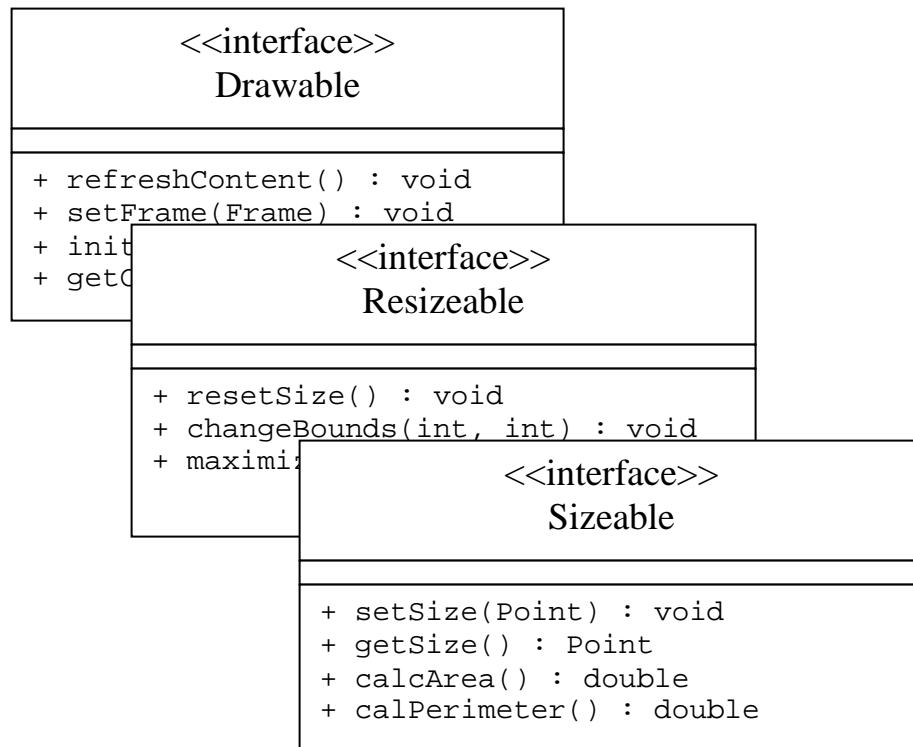 <<interface>>
Drawable
+ refreshContent() : void
+ setFrame(Frame) : void
+
+
<<interface>>
Resizeable
+ resetSize() : void
+ changeBounds(int, int) : void
+
<<interface>>
Sizeable
+ setSize(Point) : void
+ getSize() : Point
+ calcArea() : double
+ calPerimeter() : double